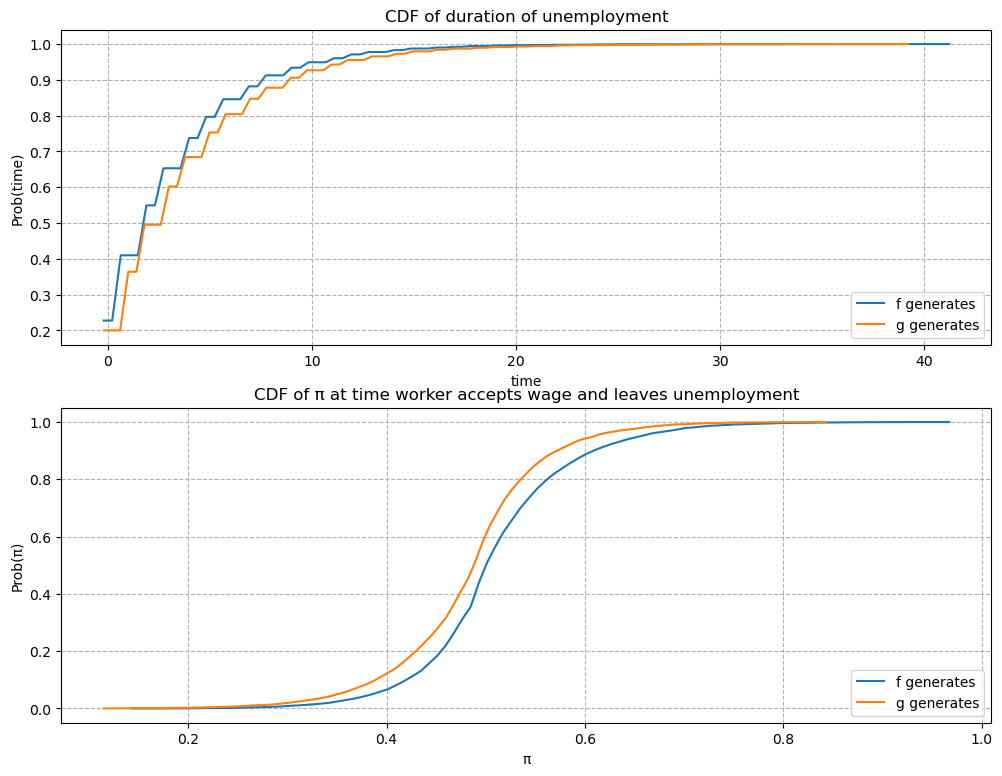 CDF of duration of unemployment
1.0
0.9
0.8
0.7
0.6
0.5
0.4
0.3
0.2
Prob(time)
f generates
g generates
0 10 20 30 40
time
CDF of π at time worker accepts wage and leaves unemployment
1.0
0.8
0.6
0.4
0.2
0.0
Prob(π)
f generates
g generates
0.2 0.4 0.6 0.8 1.0
π